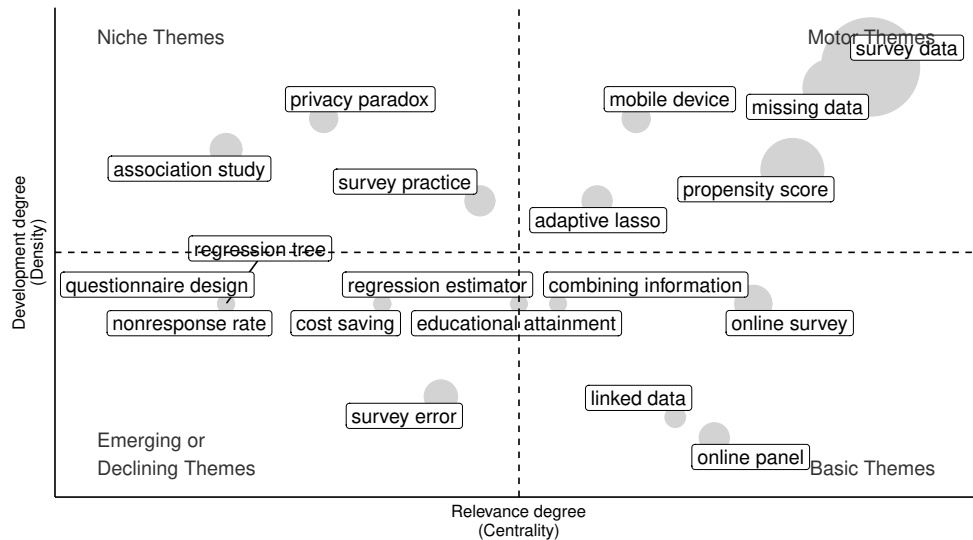 Niche Themes
Motor Themes
survey data
privacy paradox
mobile device
missing data
association study
survey practice
propensity score
adaptive lasso
regression tree
questionnaire design
regression estimator
combining information
nonresponse rate
cost saving
educational attainment
online survey
linked data
survey error
Emerging or
Declining Themes
online panel
Basic Themes
Development degree
(Density)
Relevance degree
(Centrality)